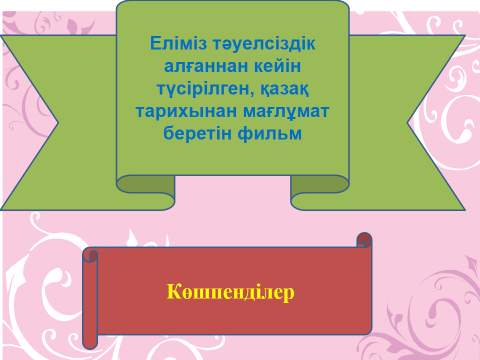 Еліміз тәуелсіздік
алғаннан кейін
түсірілген, қазақ
тарихынан мағлұмат
беретін фильм
Көшпенділер